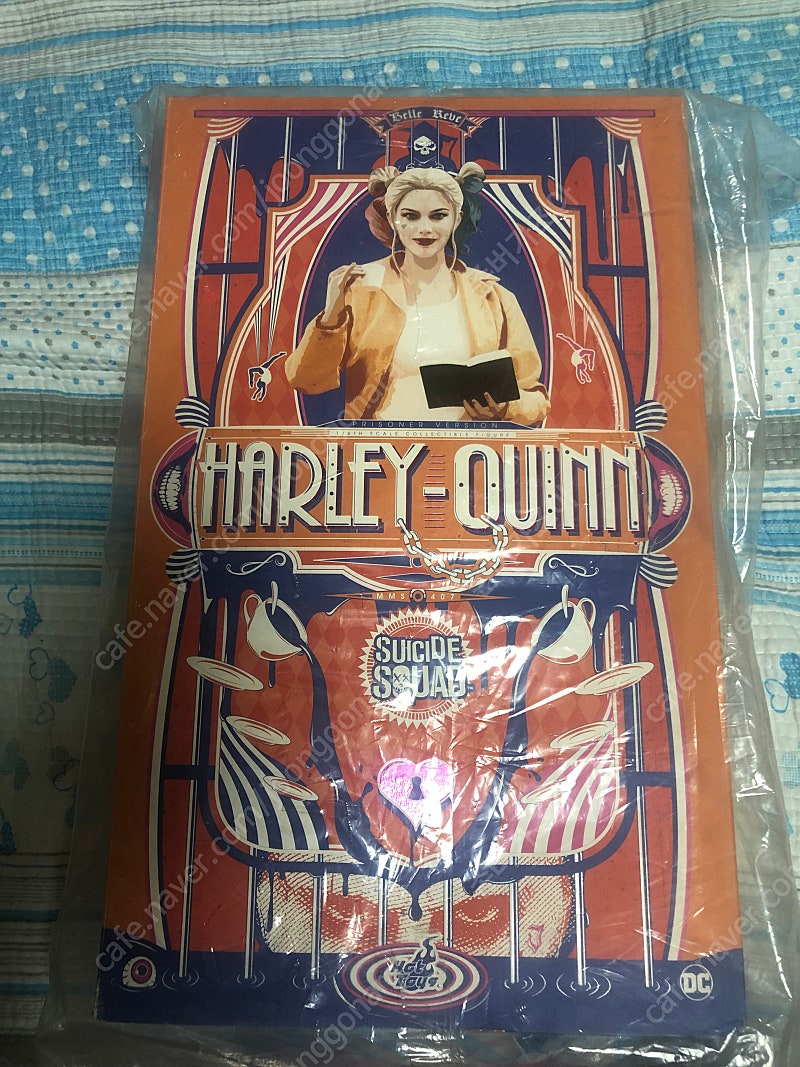 Belle Reve
PRISONER VERSION
1/6TH SCALE COLLECTIBLE FIGURE
HARLEY-QUINN
MMS 407
SUICIDE
SQUAD
HOT
TOYS
DC
cafe.naver.com/joonggonara